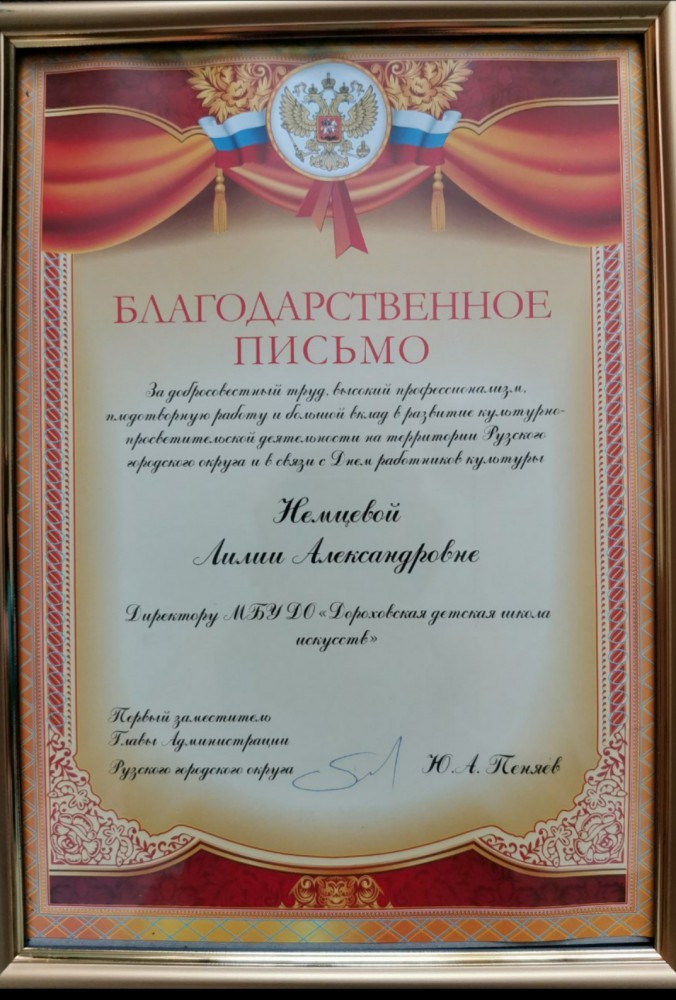 БЛАГОДАРСТВЕННОЕ
ПИСЬМО
За добросовестный труд, высокий профессионализм,
плодотворную работу и большой вклад в развитие культурно-
просветительской деятельности на территории Рузского
городского округа и в связи с Днем работников культуры
Немцевой
Лилии Александровне
Директору МБУ ДО «Дороховская детская школа
искусств»
Первый заместитель
Главы Администрации
Рузского городского округа
Ю.А. Пеняев